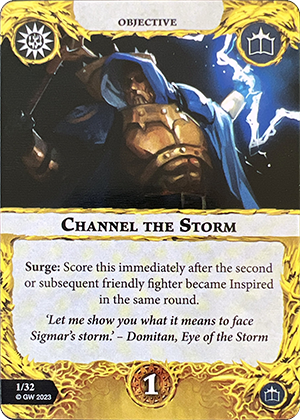 OBJECTIVE
CHANNEL THE STORM
Surge: Score this immediately after the second
or subsequent friendly fighter became Inspired
in the same round.
‘Let me show you what it means to face
Sigmar’s storm.’ – Domitan, Eye of the Storm
1/32
© GW 2023
1